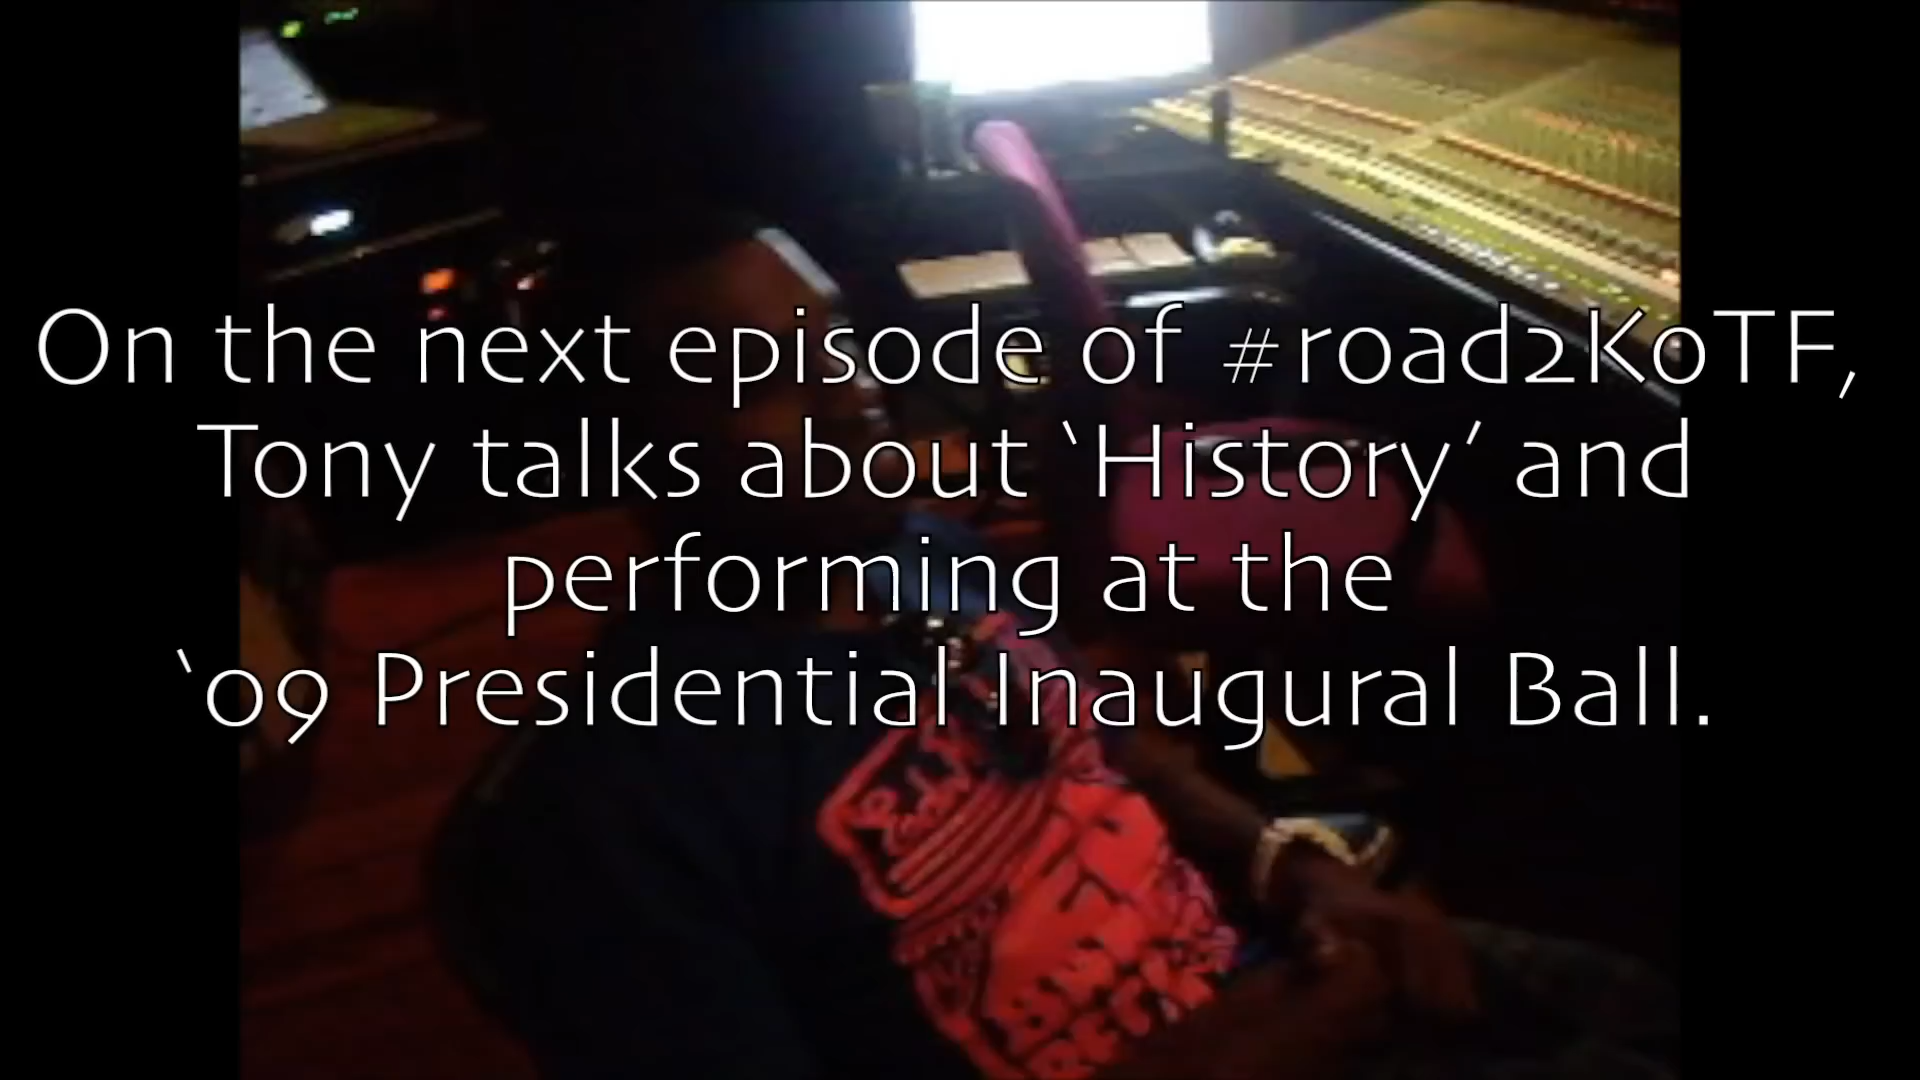 On the next episode of #road2KoTF,
Tony talks about ‘History’ and
performing at the
‘09 Presidential Inaugural Ball.